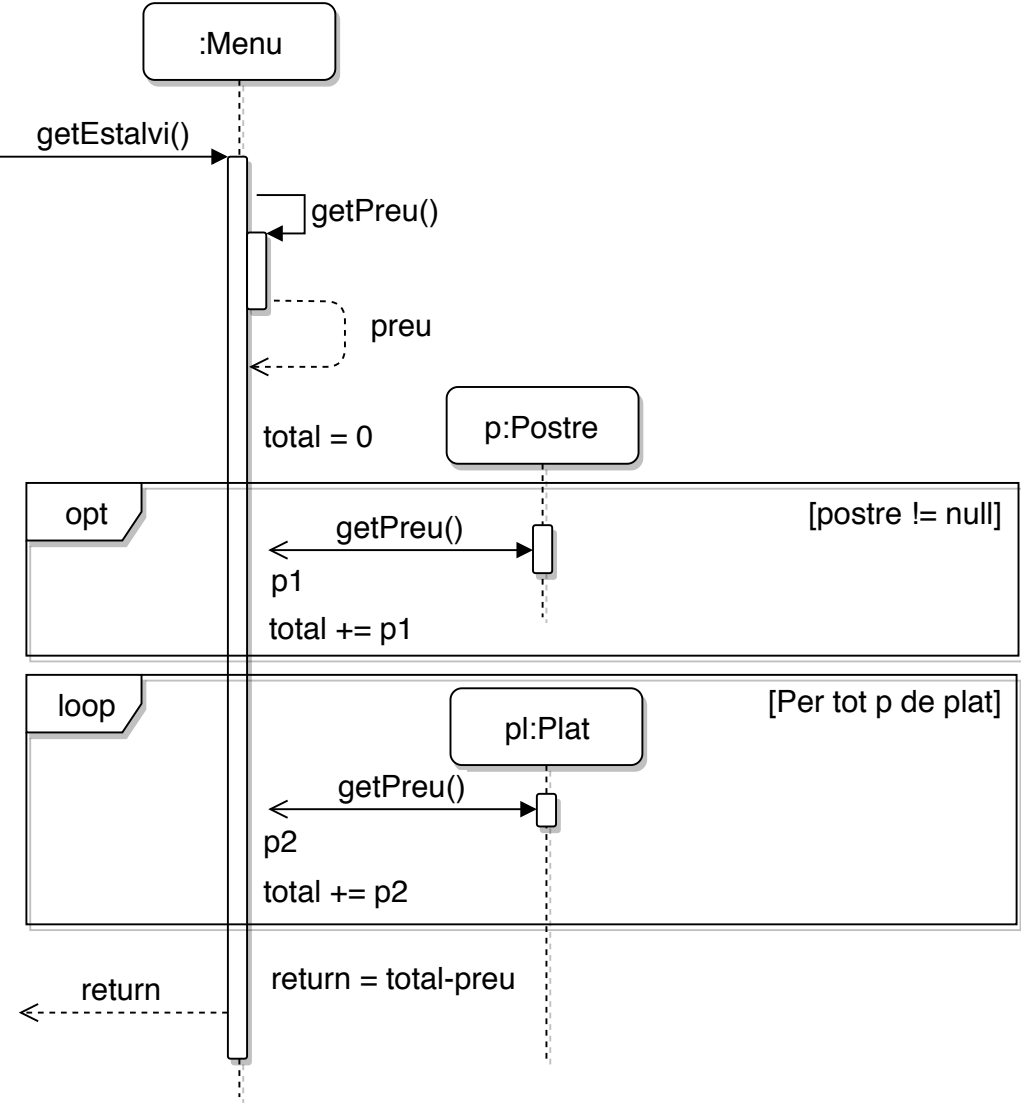 :Menu
getEstalvi()
getPreu()
preu
total = 0
p:Postre
opt
[postre != null]
getPreu()
p1
total += p1
loop
[Per tot p de plat]
pl:Plat
getPreu()
p2
total += p2
return = total-preu
return